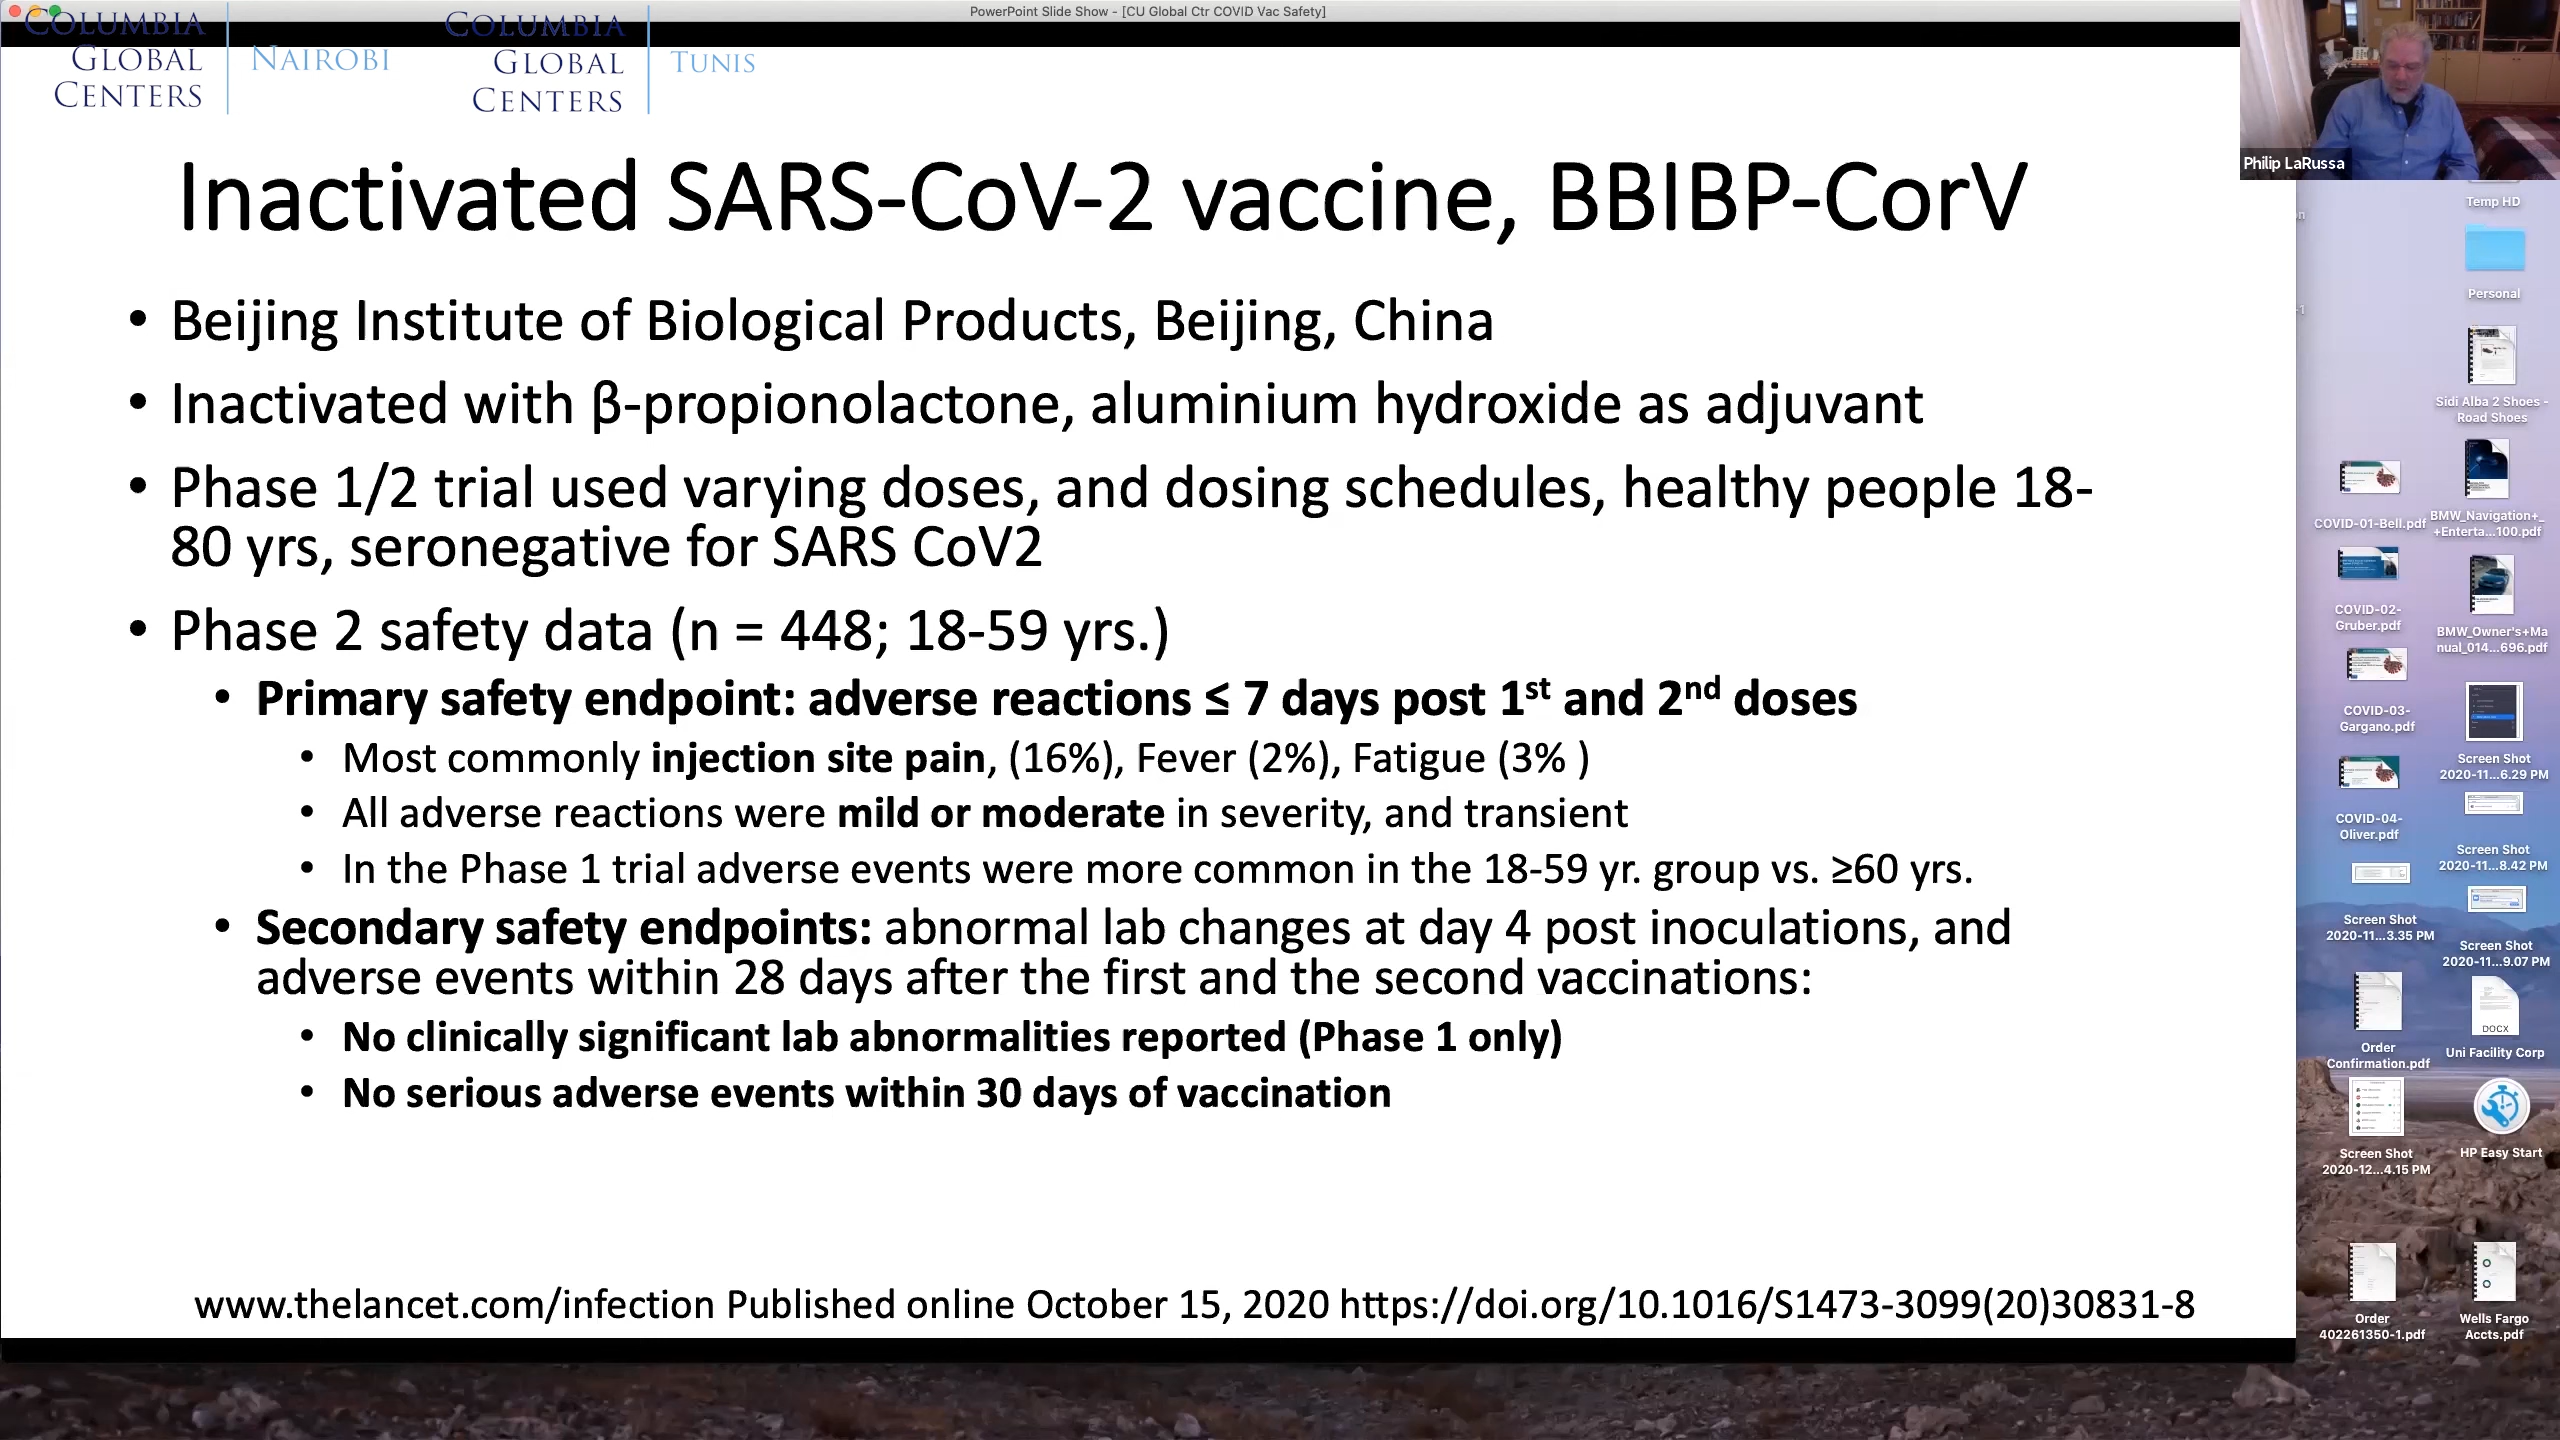 PowerPoint Slide Show - [CU Global Ctr COVID Vac Safety]
COLUMBIA
GLOBAL
CENTERS
NAIROBI
COLUMBIA
GLOBAL
CENTERS
TUNIS
Philip LaRussa
Inactivated SARS-CoV-2 vaccine, BBIBP-CorV
• Beijing Institute of Biological Products, Beijing, China
• Inactivated with β-propionolactone, aluminium hydroxide as adjuvant
• Phase 1/2 trial used varying doses, and dosing schedules, healthy people 18-
80 yrs, seronegative for SARS CoV2
• Phase 2 safety data (n = 448; 18-59 yrs.)
• Primary safety endpoint: adverse reactions ≤ 7 days post 1st and 2nd doses
• Most commonly injection site pain, (16%), Fever (2%), Fatigue (3% )
• All adverse reactions were mild or moderate in severity, and transient
• In the Phase 1 trial adverse events were more common in the 18-59 yr. group vs. ≥60 yrs.
• Secondary safety endpoints: abnormal lab changes at day 4 post inoculations, and
adverse events within 28 days after the first and the second vaccinations:
• No clinically significant lab abnormalities reported (Phase 1 only)
• No serious adverse events within 30 days of vaccination
www.thelancet.com/infection Published online October 15, 2020 https://doi.org/10.1016/S1473-3099(20)30831-8
Temp HD
Personal
Sidi Alba 2 Shoes -
Road Shoes
COVID-01-Bell.pdf
BMW_Navigation+_
+Enterta...100.pdf
COVID-02-
Gruber.pdf
BMW_Owner's+Ma
nual_014...696.pdf
COVID-03-
Gargano.pdf
Screen Shot
2020-11...6.29 PM
COVID-04-
Oliver.pdf
Screen Shot
2020-11...8.42 PM
Screen Shot
2020-11...3.35 PM
Screen Shot
2020-11...9.07 PM
Order
Confirmation.pdf
DOCX
Uni Facility Corp
Screen Shot
2020-12...4.15 PM
HP Easy Start
Order
402261350-1.pdf
Wells Fargo
Accts.pdf